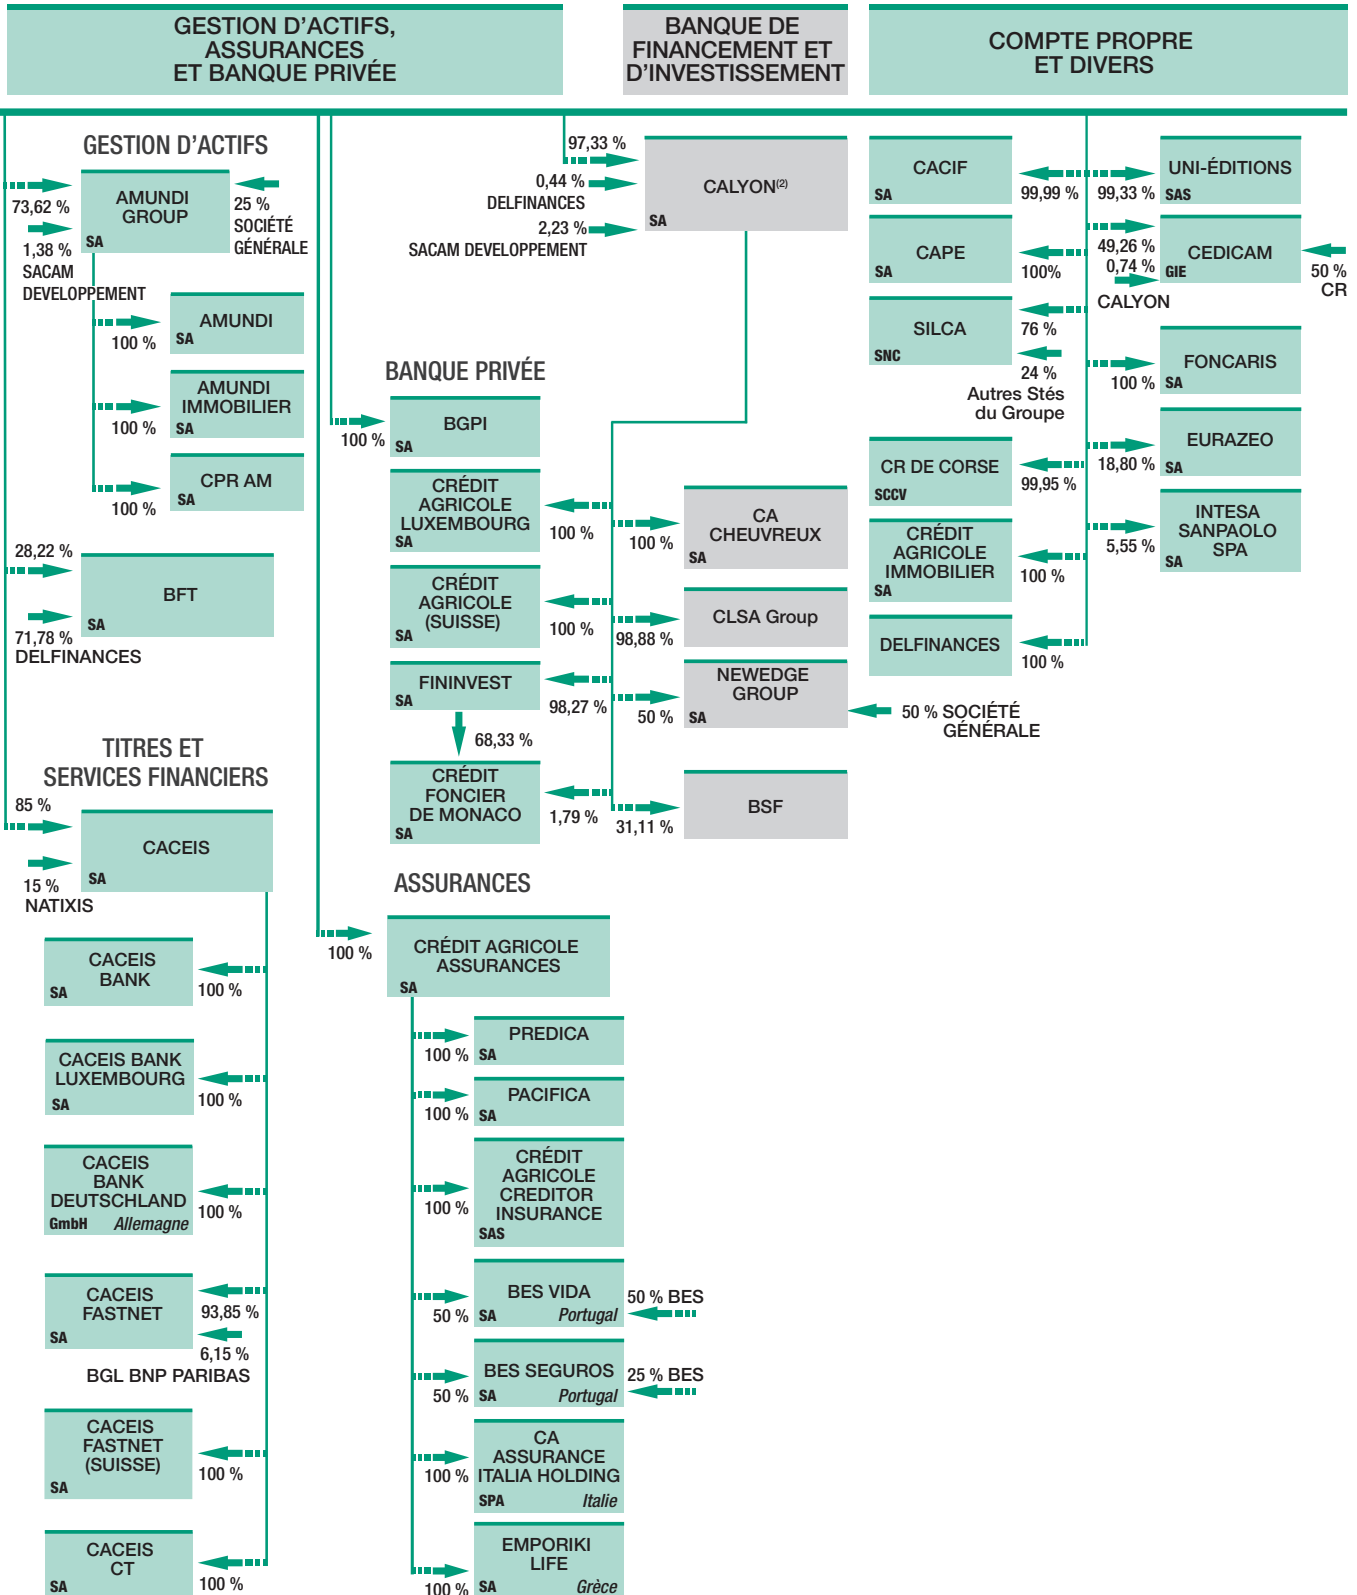 GESTION D'ACTIFS,
ASSURANCES
ET BANQUE PRIVÉE
BANQUE DE
FINANCEMENT ET
D'INVESTISSEMENT
COMPTE PROPRE
ET DIVERS
GESTION D'ACTIFS
73,62 %
AMUNDI
GROUP
SA
25 %
SOCIÉTÉ
GÉNÉRALE
1,38 %
SACAM
DEVELOPPEMENT
100 %
AMUNDI
SA
100 %
AMUNDI
IMMOBILIER
SA
100 %
CPR AM
SA
28,22 %
BFT
SA
71,78 %
DELFINANCES
TITRES ET
SERVICES FINANCIERS
85 %
CACEIS
SA
15 %
NATIXIS
CACEIS
BANK
SA
100 %
CACEIS BANK
LUXEMBOURG
SA
100 %
CACEIS
BANK
DEUTSCHLAND
GmbH Allemagne
100 %
CACEIS
FASTNET
SA
93,85 %
6,15 %
BGL BNP PARIBAS
CACEIS
FASTNET
(SUISSE)
SA
100 %
CACEIS
CT
SA
100 %
97,33 %
0,44 %
DELFINANCES
2,23 %
SACAM DEVELOPPEMENT
CALYON(2)
SA
BANQUE PRIVÉE
100 %
BGPI
SA
CRÉDIT
AGRICOLE
LUXEMBOURG
SA
100 %
CRÉDIT
AGRICOLE
(SUISSE)
SA
100 %
FININVEST
SA
98,27 %
68,33 %
CRÉDIT
FONCIER
DE MONACO
SA
1,79 %
100 %
CA
CHEUVREUX
SA
98,88 %
CLSA Group
50 %
NEWEDGE
GROUP
SA
50 % SOCIÉTÉ
GÉNÉRALE
31,11 %
BSF
ASSURANCES
100 %
CRÉDIT AGRICOLE
ASSURANCES
SA
100 %
PREDICA
SA
100 %
PACIFICA
SA
100 %
CRÉDIT
AGRICOLE
CREDITOR
INSURANCE
SAS
50 %
BES VIDA
SA Portugal
50 % BES
50 %
BES SEGUROS
SA Portugal
25 % BES
100 %
CA
ASSURANCE
ITALIA HOLDING
SPA Italie
100 %
EMPORIKI
LIFE
SA Grèce
CACIF
SA
99,99 %
CAPE
SA
100%
SILCA
SNC
76 %
24 %
Autres Stés
du Groupe
CR DE CORSE
SCCV
99,95 %
CRÉDIT
AGRICOLE
IMMOBILIER
SA
100 %
DELFINANCES
100 %
99,33 %
UNI-ÉDITIONS
SAS
49,26 %
0,74 %
CALYON
CEDICAM
GIE
50 %
CR
100 %
FONCARIS
SA
18,80 %
EURAZEO
SA
5,55 %
INTESA
SANPAOLO
SPA
SA